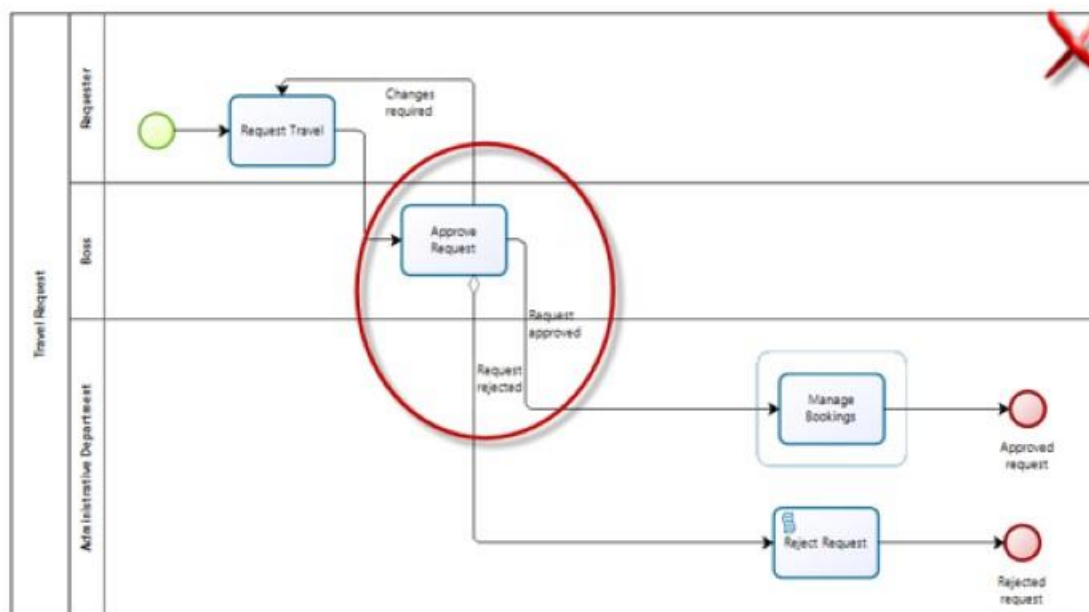 Travel Request
Requester
Boss
Administrative Department
Request Travel
Changes
required
Approve
Request
Request
approved
Request
rejected
Manage
Bookings
Approved
request
Reject Request
Rejected
request